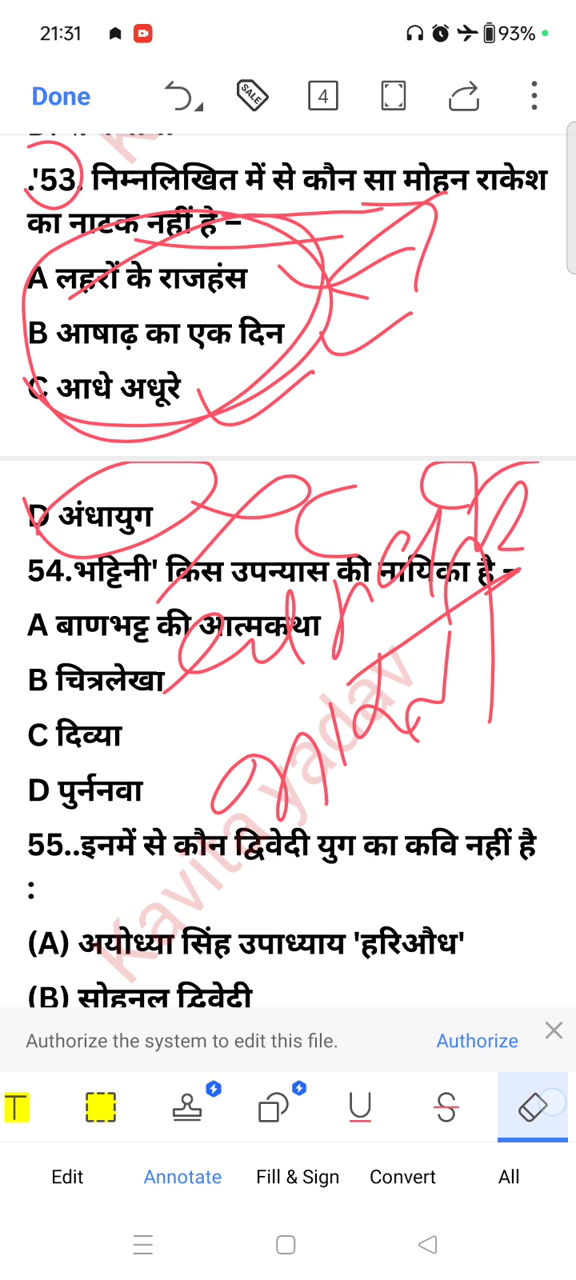 21:31
93%
Done
SALE
4
.'53. निम्नलिखित में से कौन सा मोहन राकेश
का नाटक नहीं है –
A लहरों के राजहंस
B आषाढ़ का एक दिन
C आधे अधूरे
D अंधायुग
54.भट्टिनी' किस उपन्यास की नायिका है –
A बाणभट्ट की आत्मकथा
B चित्रलेखा
C दिव्या
D पुर्ननवा
55..इनमें से कौन द्विवेदी युग का कवि नहीं है
:
(A) अयोध्या सिंह उपाध्याय 'हरिऔध'
(B) सोहनल द्विवेदी
Kavita yadav
Authorize the system to edit this file.
Authorize
T
U
S
Edit
Annotate
Fill & Sign
Convert
All